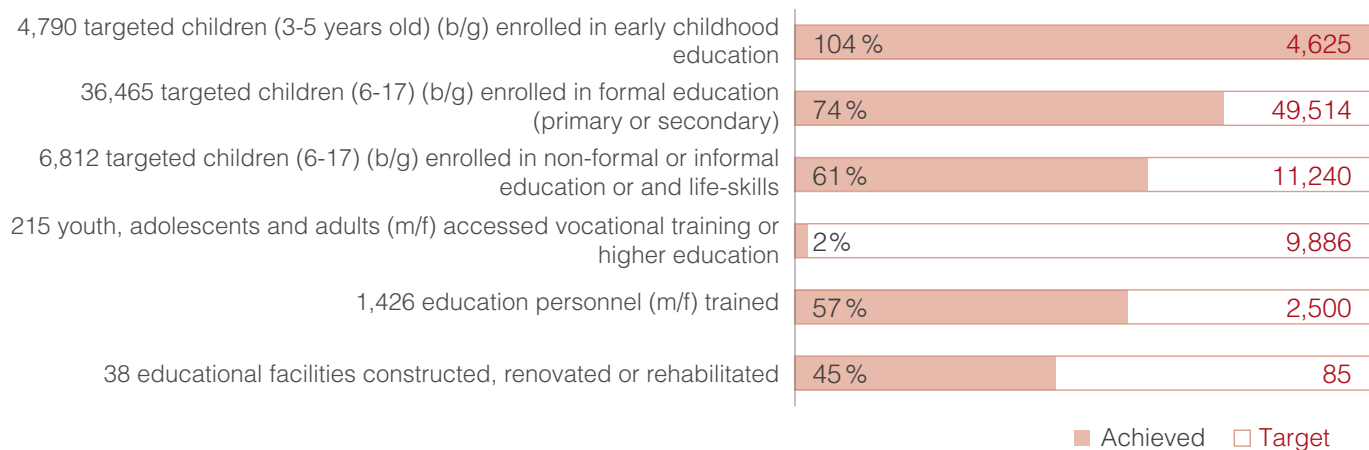 4,790 targeted children (3-5 years old) (b/g) enrolled in early childhood
education
104 %
4,625
36,465 targeted children (6-17) (b/g) enrolled in formal education
(primary or secondary)
74 %
49,514
6,812 targeted children (6-17) (b/g) enrolled in non-formal or informal
education or and life-skills
61 %
11,240
215 youth, adolescents and adults (m/f) accessed vocational training or
higher education
2 %
9,886
1,426 education personnel (m/f) trained
57 %
2,500
38 educational facilities constructed, renovated or rehabilitated
45 %
85
Achieved
Target